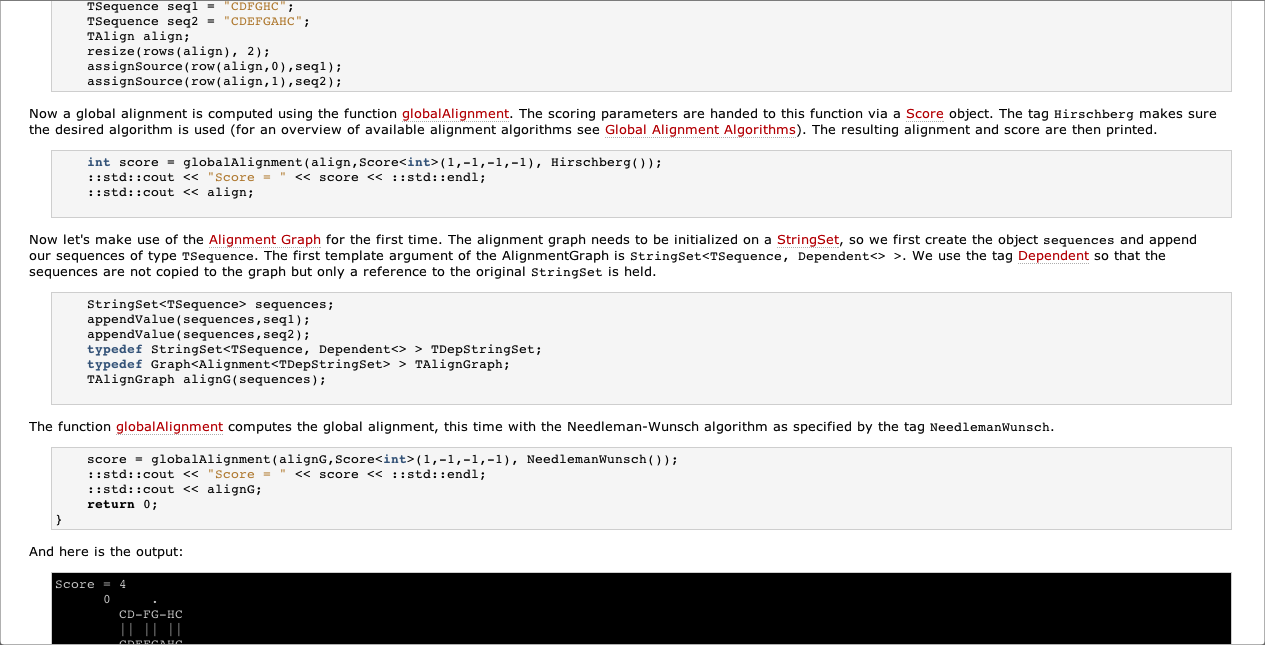 TSequence seq1 = "CDFGHC";
TSequence seq2 = "CDEFGAHC";
TAlign align;
resize(rows(align), 2);
assignSource(row(align,0),seq1);
assignSource(row(align,1),seq2);
Now a global alignment is computed using the function globalAlignment. The scoring parameters are handed to this function via a Score object. The tag Hirschberg makes sure
the desired algorithm is used (for an overview of available alignment algorithms see Global Alignment Algorithms). The resulting alignment and score are then printed.
int score = globalAlignment(align,Score<int>(1,-1,-1,-1), Hirschberg());
::std::cout << "Score = " << score << ::std::endl;
::std::cout << align;
Now let's make use of the Alignment Graph for the first time. The alignment graph needs to be initialized on a StringSet, so we first create the object sequences and append
our sequences of type TSequence. The first template argument of the AlignmentGraph is StringSet<TSequence, Dependent<> >. We use the tag Dependent so that the
sequences are not copied to the graph but only a reference to the original StringSet is held.
StringSet<TSequence> sequences;
appendValue(sequences,seq1);
appendValue(sequences,seq2);
typedef StringSet<TSequence, Dependent<> > TDepStringSet;
typedef Graph<Alignment<TDepStringSet> > TAlignGraph;
TAlignGraph alignG(sequences);
The function globalAlignment computes the global alignment, this time with the Needleman-Wunsch algorithm as specified by the tag NeedlemanWunsch.
score = globalAlignment(alignG,Score<int>(1,-1,-1,-1), NeedlemanWunsch());
::std::cout << "Score = " << score << ::std::endl;
::std::cout << alignG;
return 0;
}
And here is the output:
Score = 4
0     .
CD-FG-HC
|| || ||
CDEFGAHC